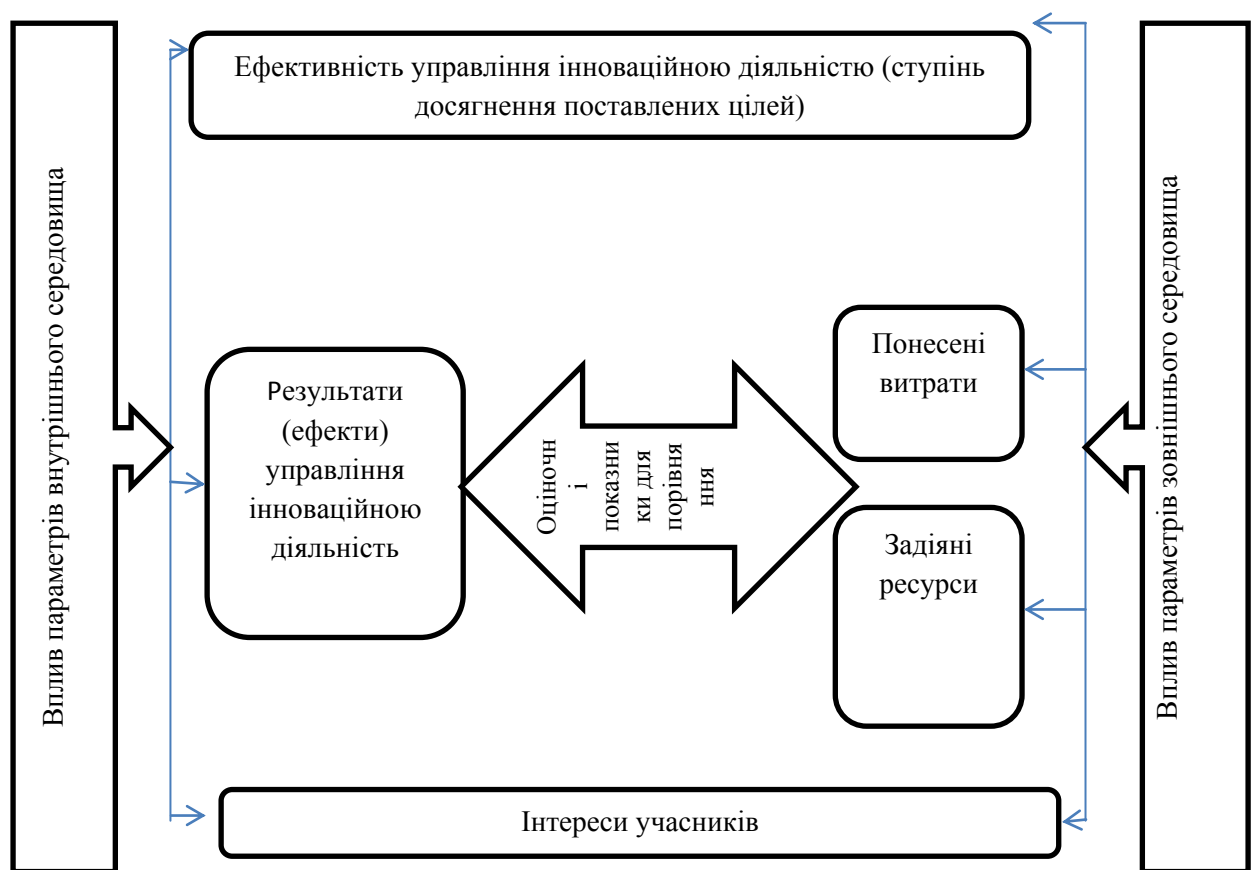 Вплив параметрів внутрішнього середовища
Ефективність управління інноваційною діяльністю (ступінь
досягнення поставлених цілей)
Результати
(ефекти)
управління
інноваційною
діяльність
Оціночн
і
показни
ки для
порівня
ння
Понесені
витрати
Задіяні
ресурси
Інтереси учасників
Вплив параметрів зовнішнього середовища